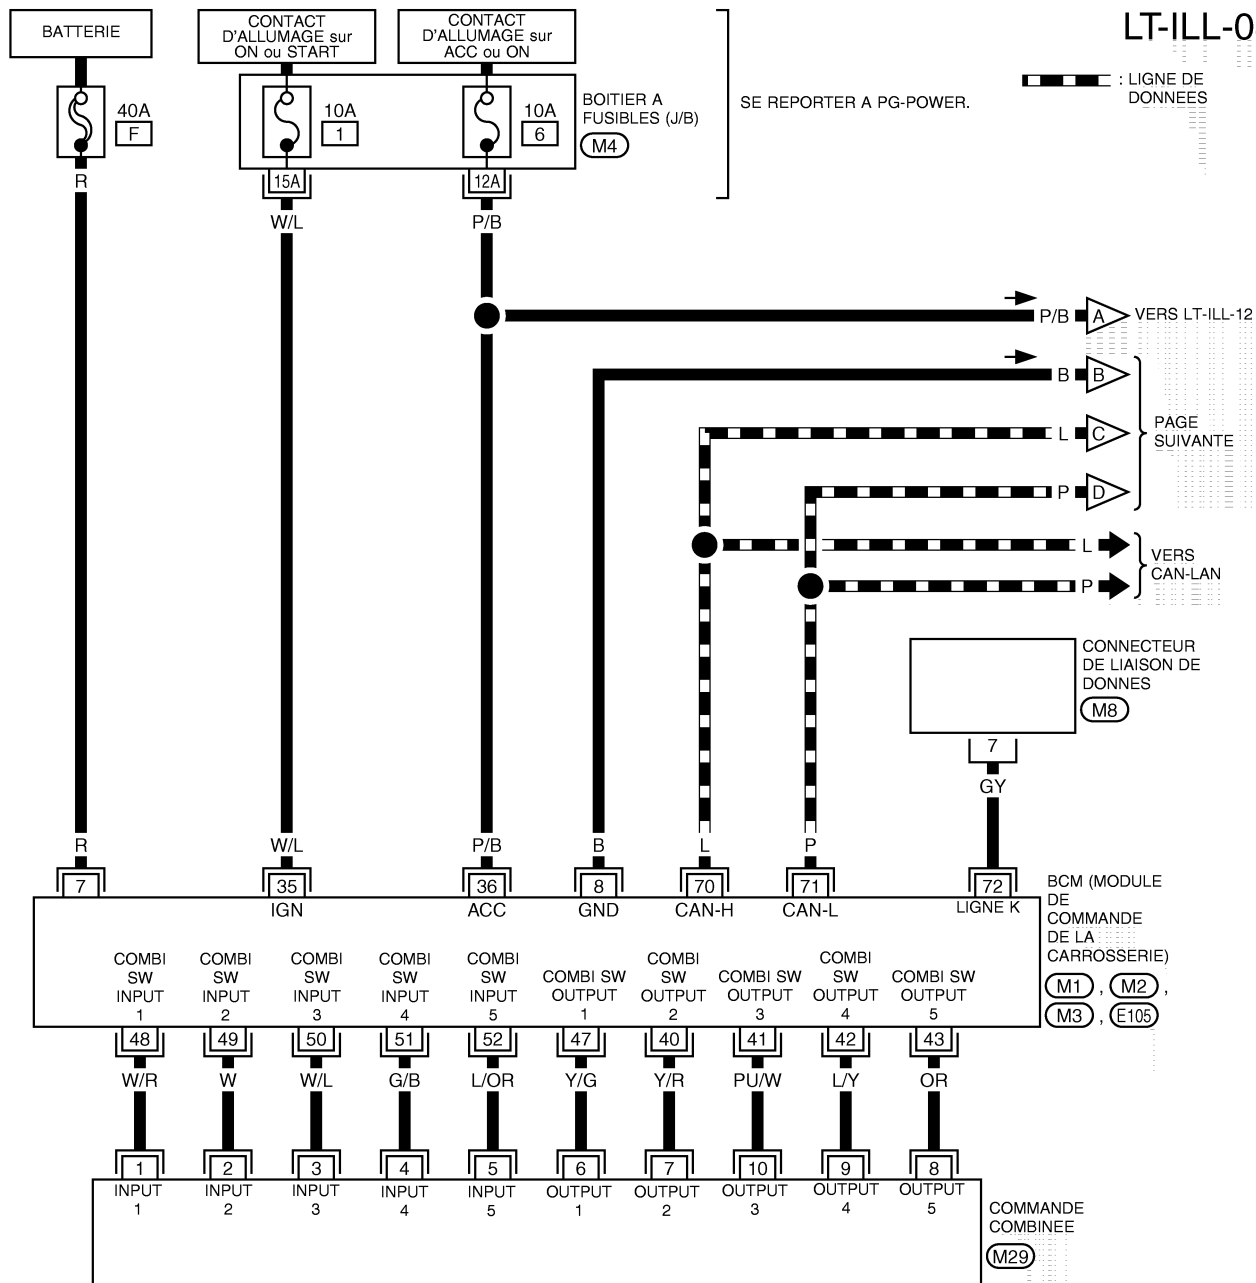 LT-ILL-0
BATTERIE
CONTACT
D'ALLUMAGE sur
ON ou START
CONTACT
D'ALLUMAGE sur
ACC ou ON
: LIGNE DE
DONNEES
40A
F
10A
1
10A
6
BOITIER A
FUSIBLES (J/B)
M4
SE REPORTER A PG-POWER.
15A
12A
R
W/L
P/B
P/B
A
VERS LT-ILL-12
B
B
L
C
PAGE
SUIVANTE
P
D
L
VERS
CAN-LAN
P
CONNECTEUR
DE LIAISON DE
DONNES
M8
7
GY
R
W/L
P/B
B
L
P
7
35
36
8
70
71
72
IGN
ACC
GND
CAN-H
CAN-L
LIGNE K
BCM (MODULE
DE
COMMANDE
DE LA
CARROSSERIE)
M1 , M2 ,
M3 , E105
COMBI
SW
INPUT
1
COMBI
SW
INPUT
2
COMBI
SW
INPUT
3
COMBI
SW
INPUT
4
COMBI
SW
INPUT
5
COMBI SW
OUTPUT
1
COMBI
SW
OUTPUT
2
COMBI SW
OUTPUT
3
COMBI
SW
OUTPUT
4
COMBI SW
OUTPUT
5
48
49
50
51
52
47
40
41
42
43
W/R
W
W/L
G/B
L/OR
Y/G
Y/R
PU/W
L/Y
OR
1
2
3
4
5
6
7
10
9
8
INPUT
1
INPUT
2
INPUT
3
INPUT
4
INPUT
5
OUTPUT
1
OUTPUT
2
OUTPUT
3
OUTPUT
4
OUTPUT
5
COMMANDE
COMBINEE
M29